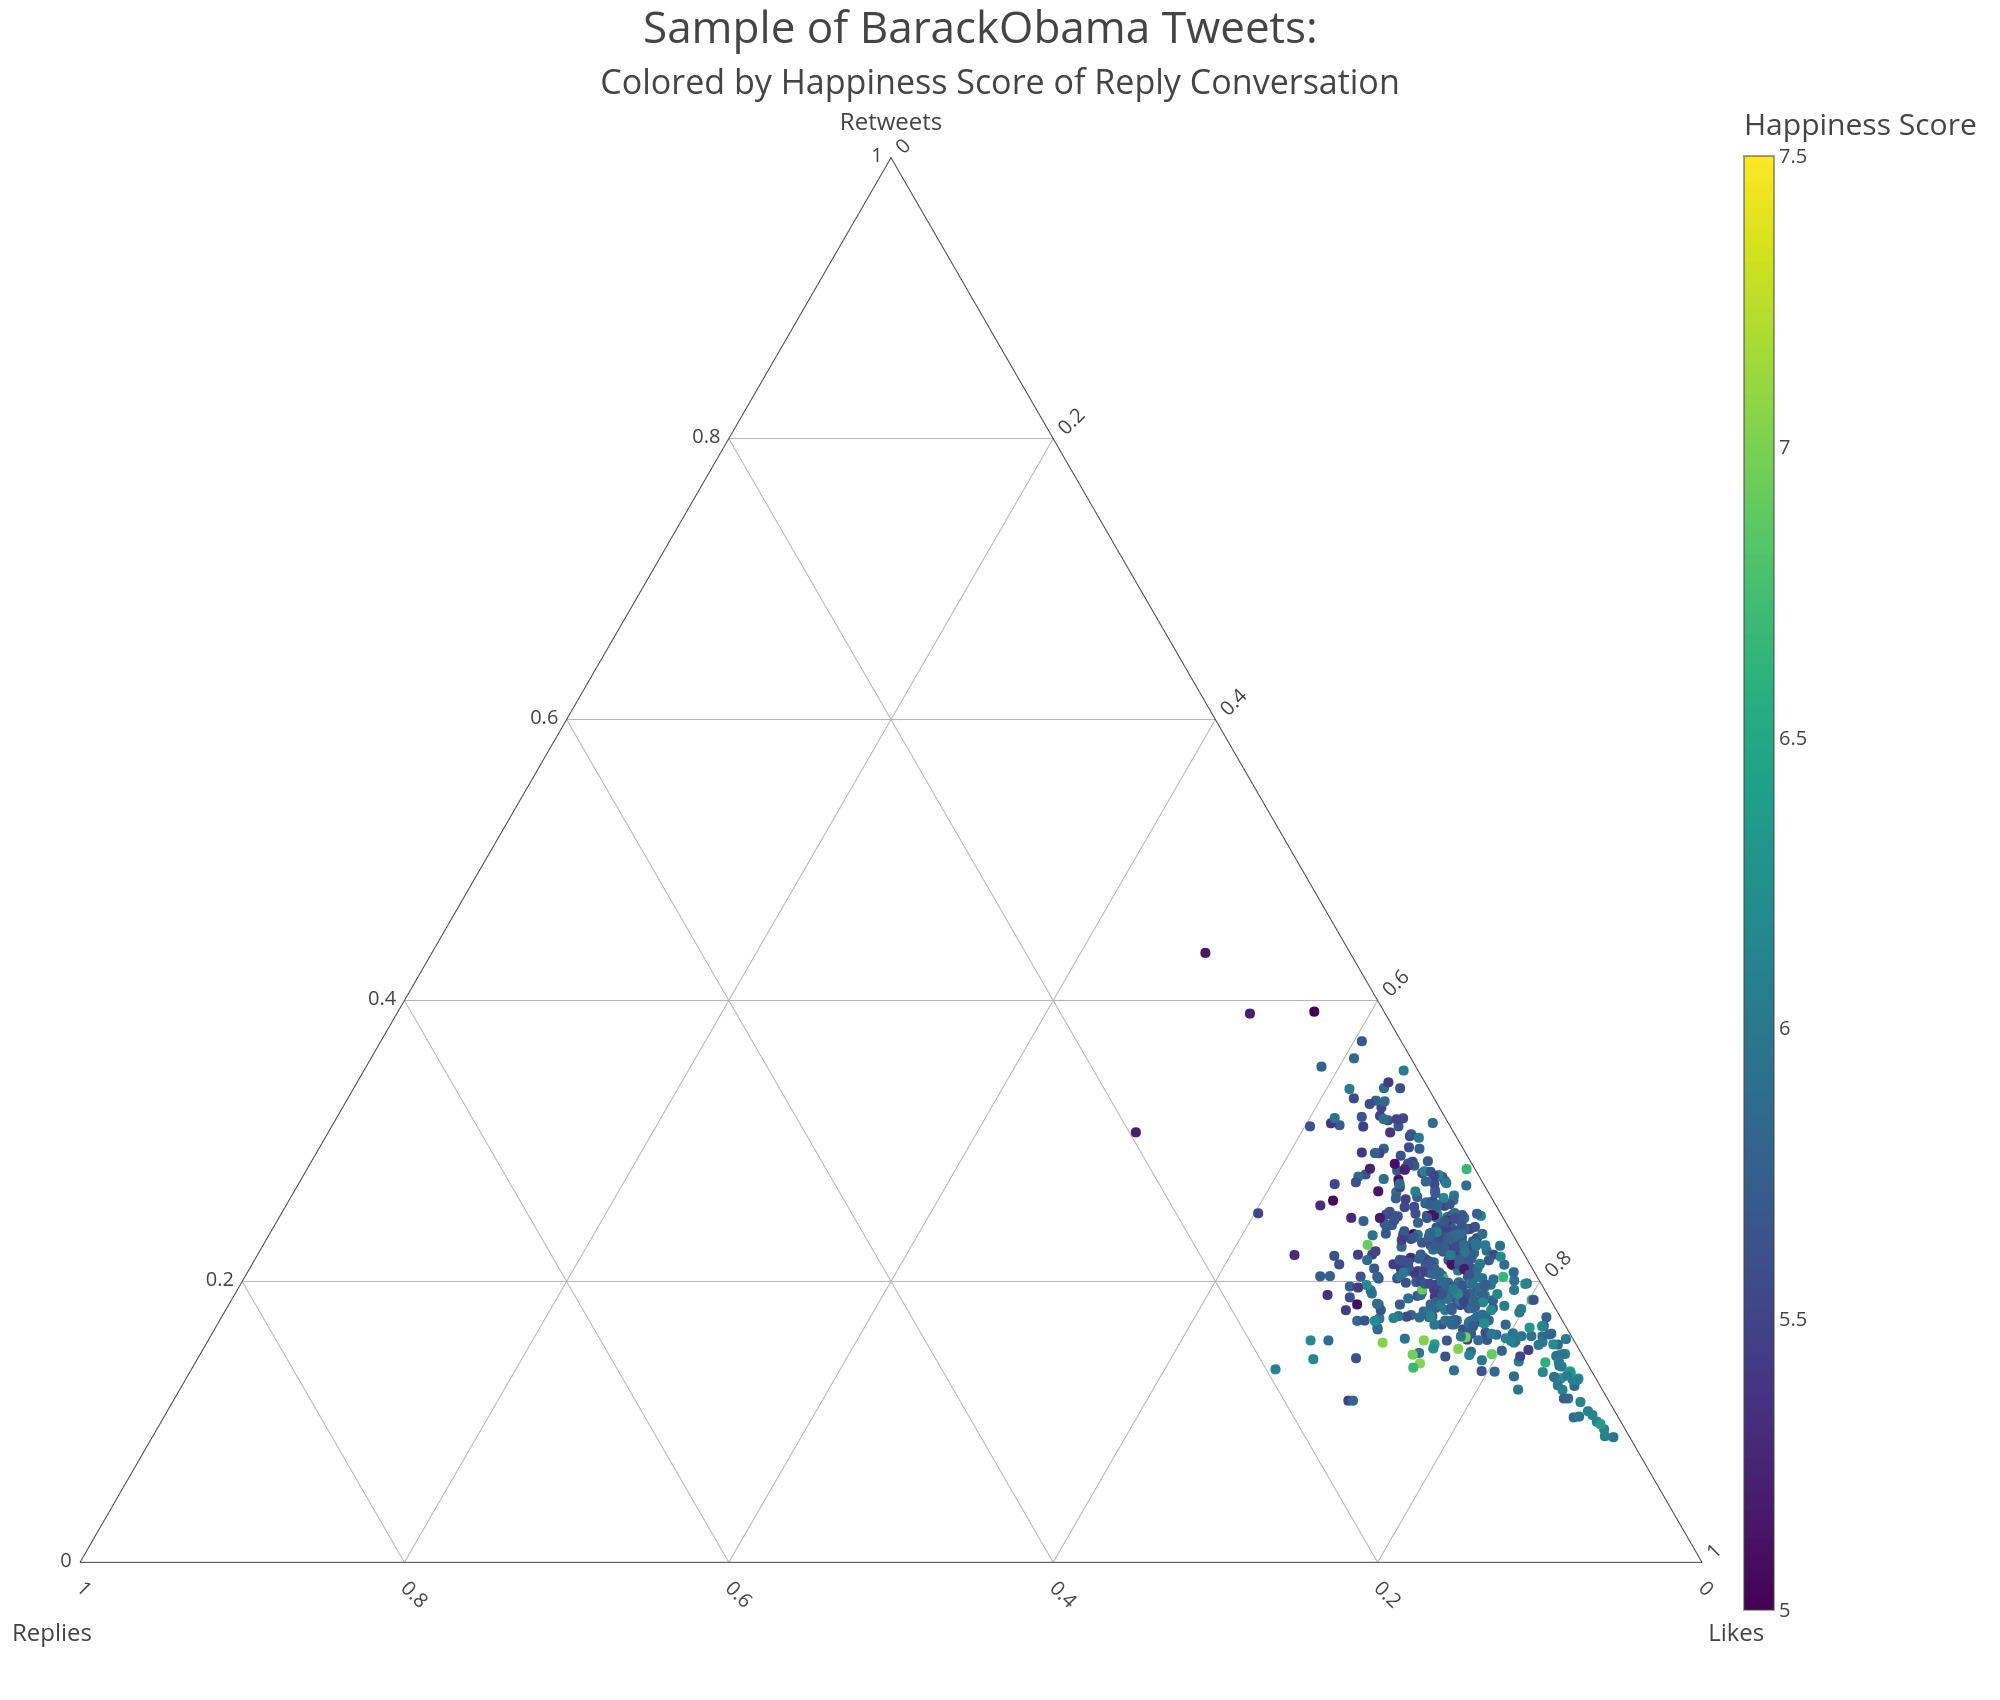 Sample of BarackObama Tweets:
Colored by Happiness Score of Reply Conversation
Retweets
Happiness Score
1 0
7.5
0.8 0.2
7
0.6 0.4
6.5
0.4 0.6
6
0.2 0.8
5.5
0 1
5
1 0.8 0.6 0.4 0.2 0
Replies Likes